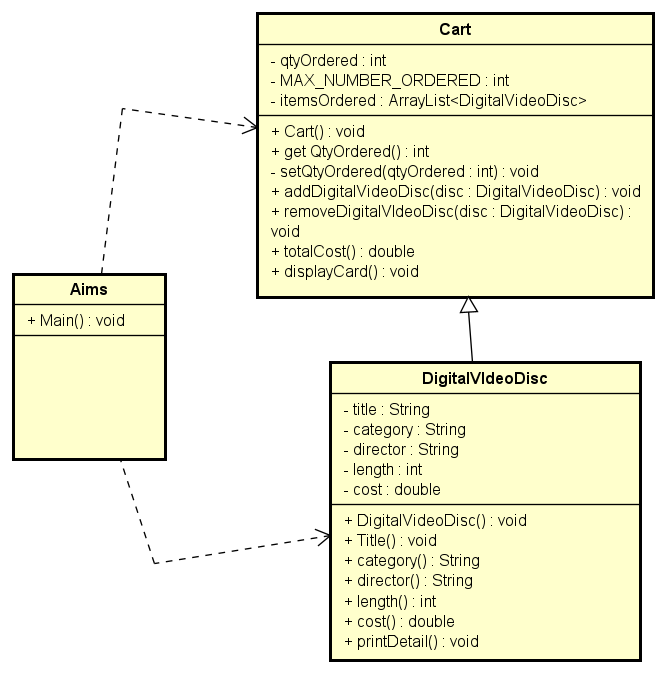 Cart
- qtyOrdered : int
- MAX_NUMBER_ORDERED : int
- itemsOrdered : ArrayList<DigitalVideoDisc>
+ Cart() : void
+ get QtyOrdered() : int
- setQtyOrdered(qtyOrdered : int) : void
+ addDigitalVideoDisc(disc : DigitalVideoDisc) : void
+ removeDigitalVIdeoDisc(disc : DigitalVideoDisc) :
void
+ totalCost() : double
+ displayCard() : void
Aims
+ Main() : void
DigitalVIdeoDisc
- title : String
- category : String
- director : String
- length : int
- cost : double
+ DigitalVideoDisc() : void
+ Title() : void
+ category() : String
+ director() : String
+ length() : int
+ cost() : double
+ printDetail() : void